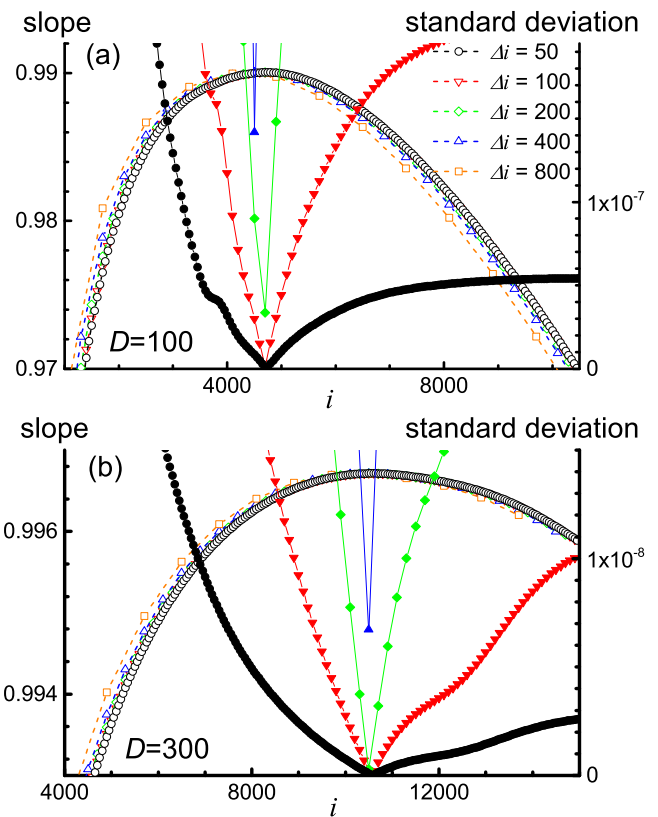 slope standard deviation
(a)
0.99
Δi = 50
Δi = 100
Δi = 200
Δi = 400
Δi = 800
0.98
1x10-7
D=100
0.97
0
4000 8000
i
slope standard deviation
(b)
0.996
1x10-8
0.994
D=300
0
4000 8000 12000
i